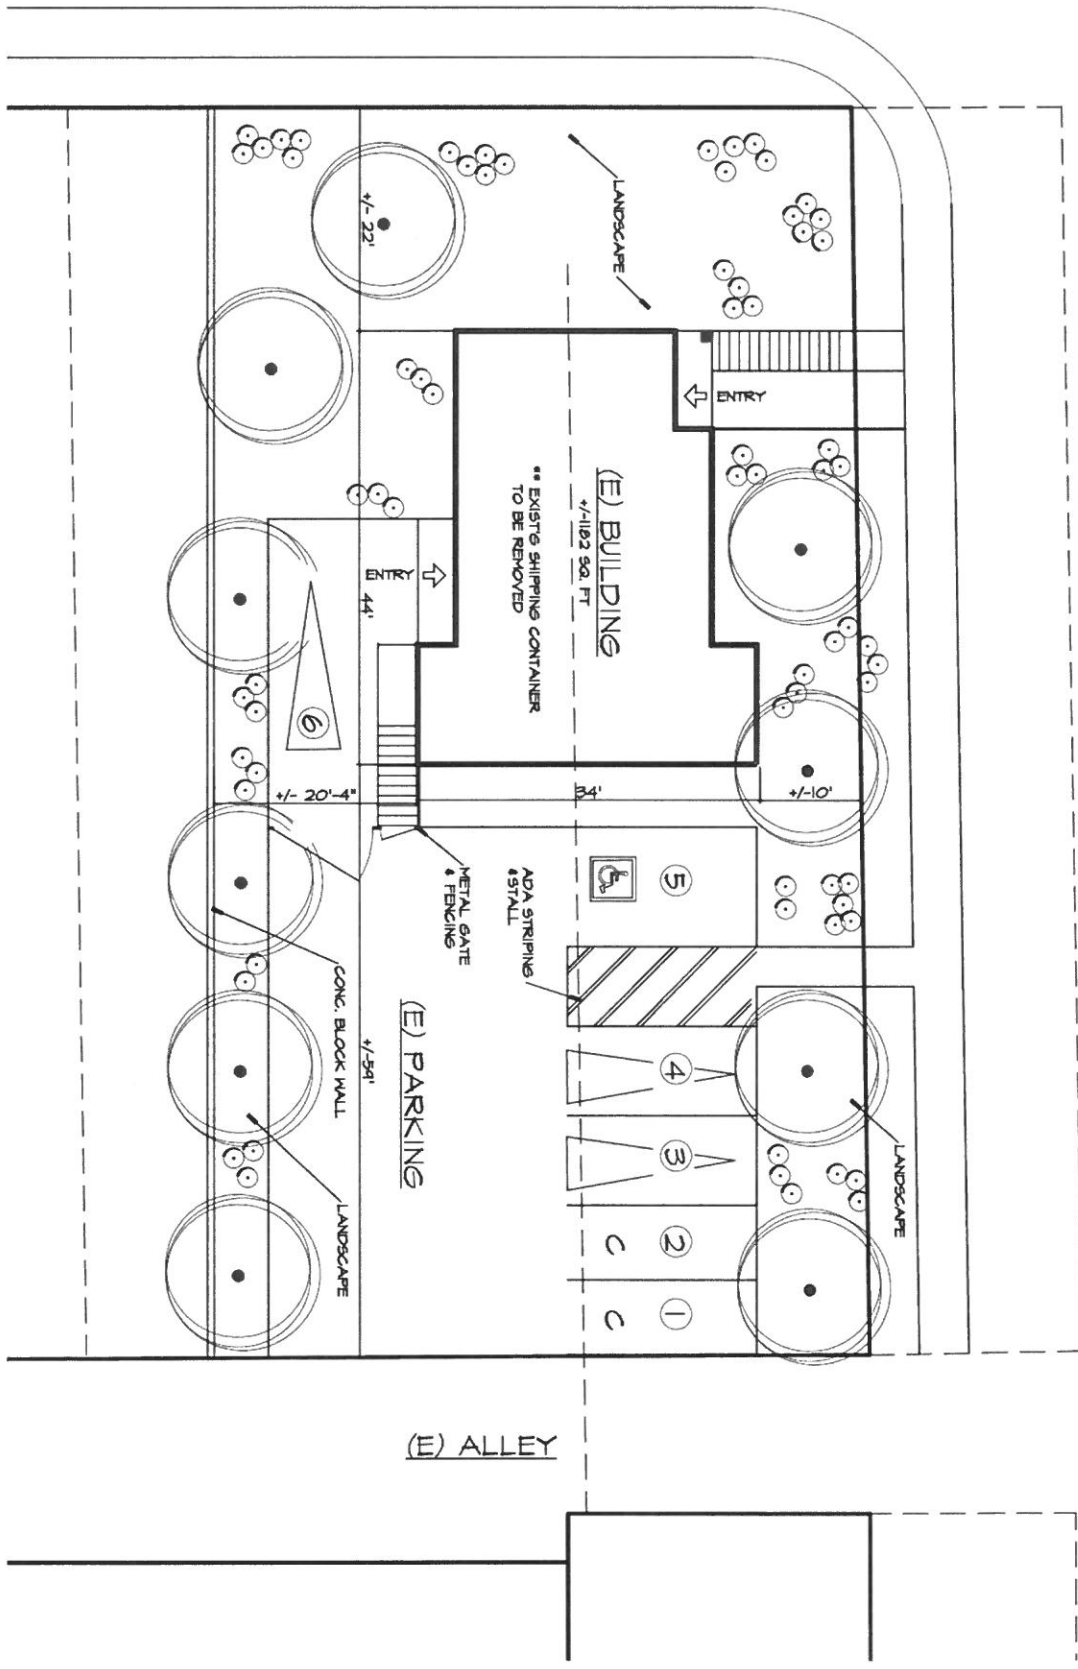 +/- 22'
LANDSCAPE
ENTRY
(E) BUILDING
+/-1182 SQ. FT
** EXIST'G SHIPPING CONTAINER
TO BE REMOVED
ENTRY
44'
6
+/- 20'-4"
34'
+/-10'
METAL GATE
& FENCING
ADA STRIPING
&STALL
5
CONC. BLOCK WALL
(E) PARKING
+/-59'
4
3
LANDSCAPE
LANDSCAPE
2
C
1
C
(E) ALLEY